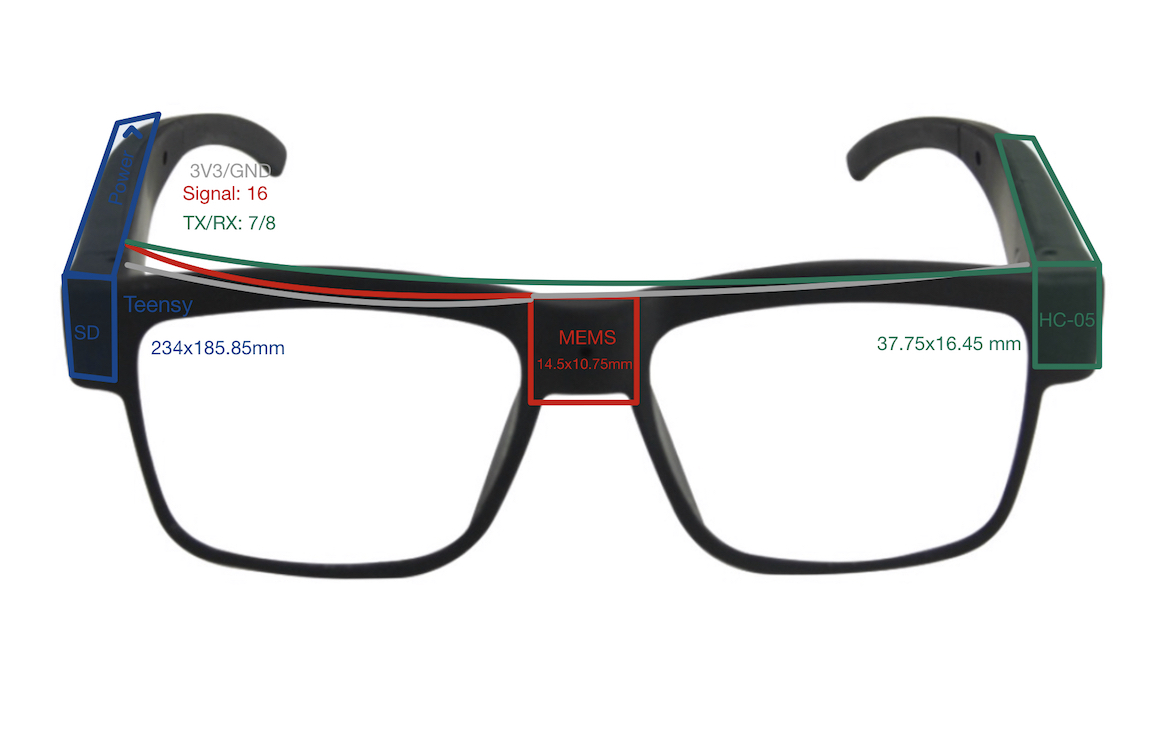 Power
3V3/GND
Signal: 16
TX/RX: 7/8
Teensy
SD
234x185.85mm
MEMS
14.5x10.75mm
HC-05
37.75x16.45 mm